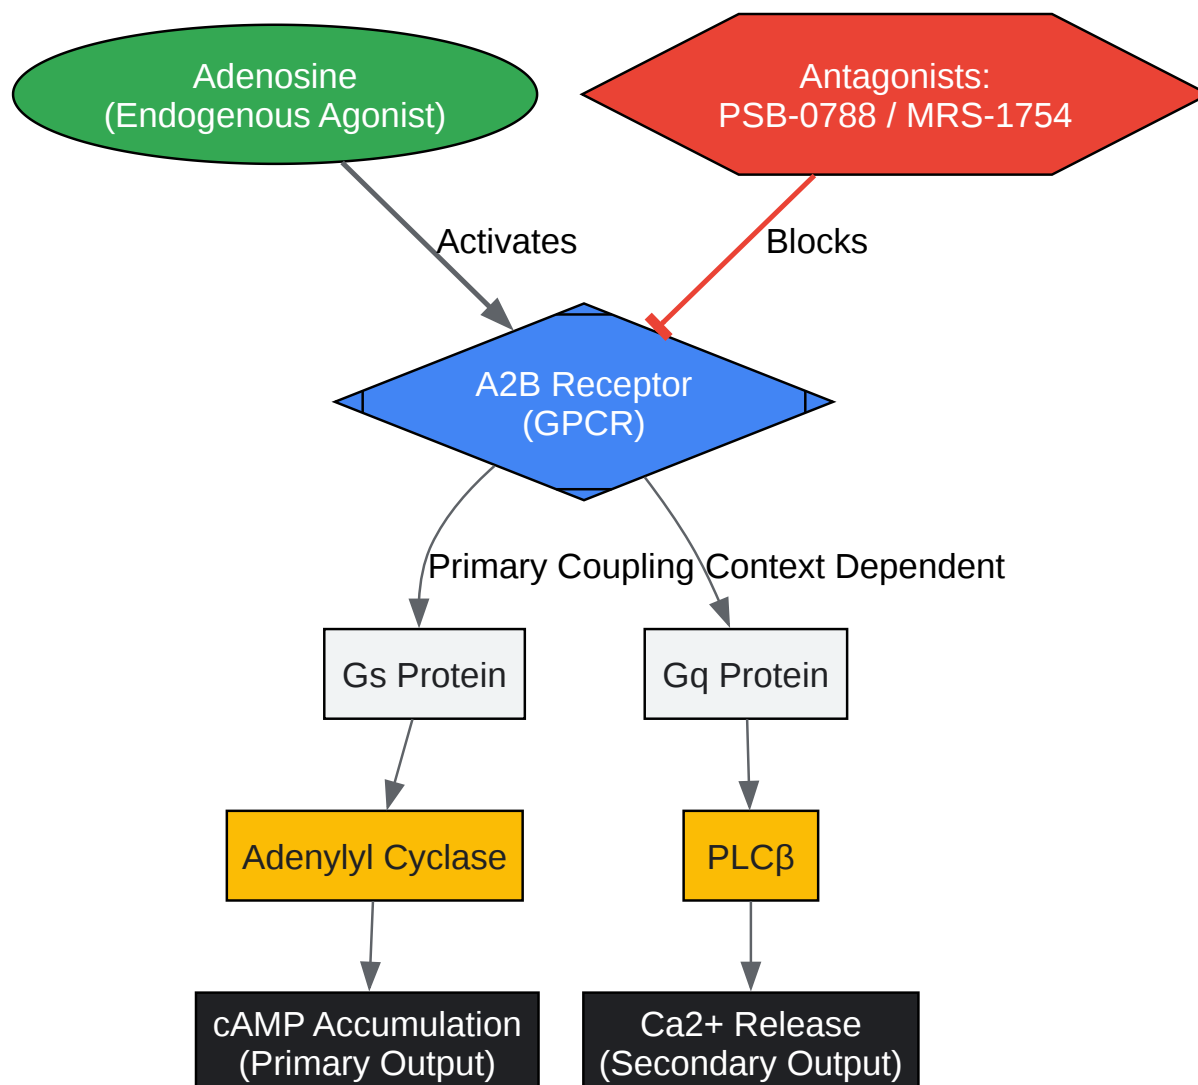 Adenosine
(Endogenous Agonist)
Antagonists:
PSB-0788 / MRS-1754
Activates
Blocks
A2B Receptor
(GPCR)
Primary Coupling
Context Dependent
Gs Protein
Gq Protein
Adenylyl Cyclase
PLCβ
cAMP Accumulation
(Primary Output)
Ca2+ Release
(Secondary Output)